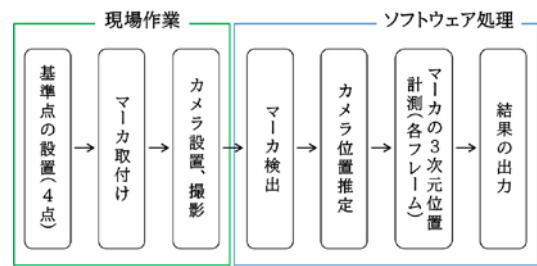 現場作業
ソフトウェア処理
基準点の設置(4点)
マーカ取付け
カメラ設置、撮影
マーカ検出
カメラ位置推定
マーカの3次元位置
計測(各フレーム)
結果の出力